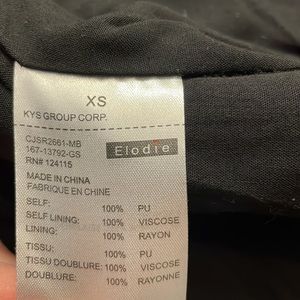 XS
KYS GROUP CORP.
CJSR2661-MB
167-13792-GS
RN# 124115
Elodie
MADE IN CHINA
FABRIQUE EN CHINE
SELF: 100% PU
SELF LINING: 100% VISCOSE
LINING: 100% RAYON
TISSU: 100% PU
TISSU DOUBLURE: 100% VISCOSE
DOUBLURE: 100% RAYONNE